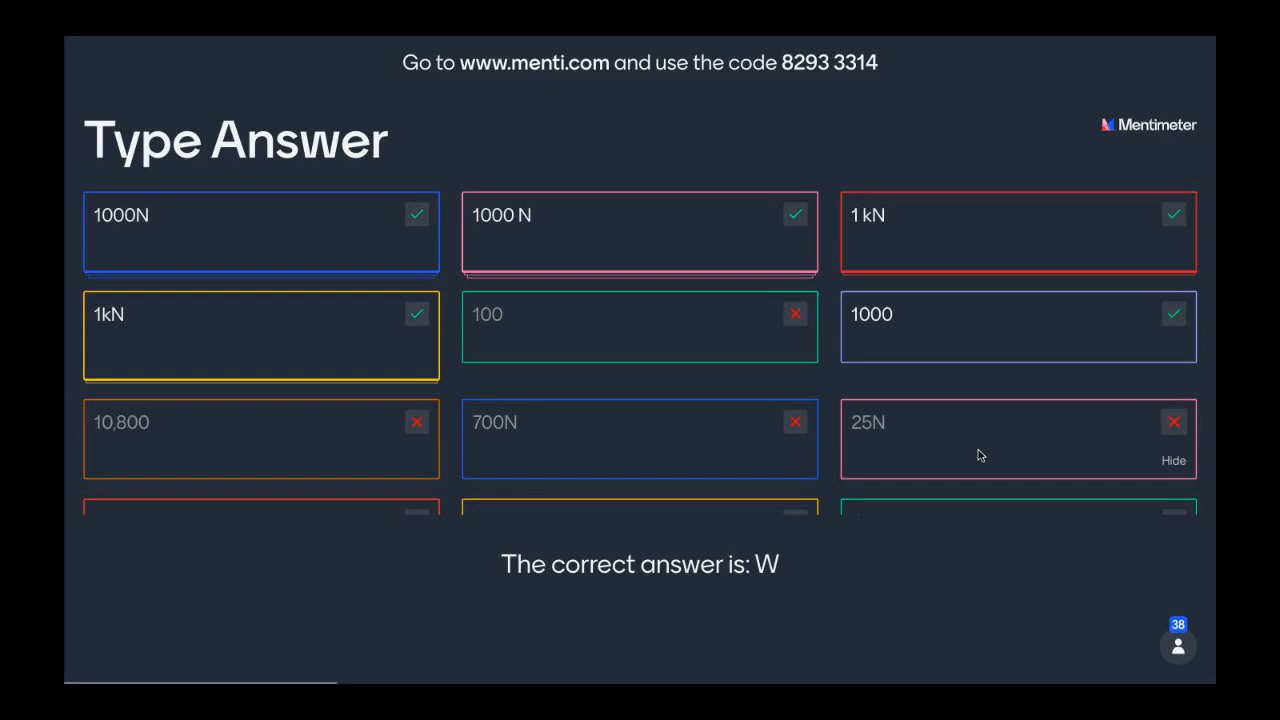 Go to www.menti.com and use the code 8293 3314
Type Answer
Mentimeter
1000N
1000 N
1 kN
1kN
100
1000
10,800
700N
25N
Hide
The correct answer is: W
38